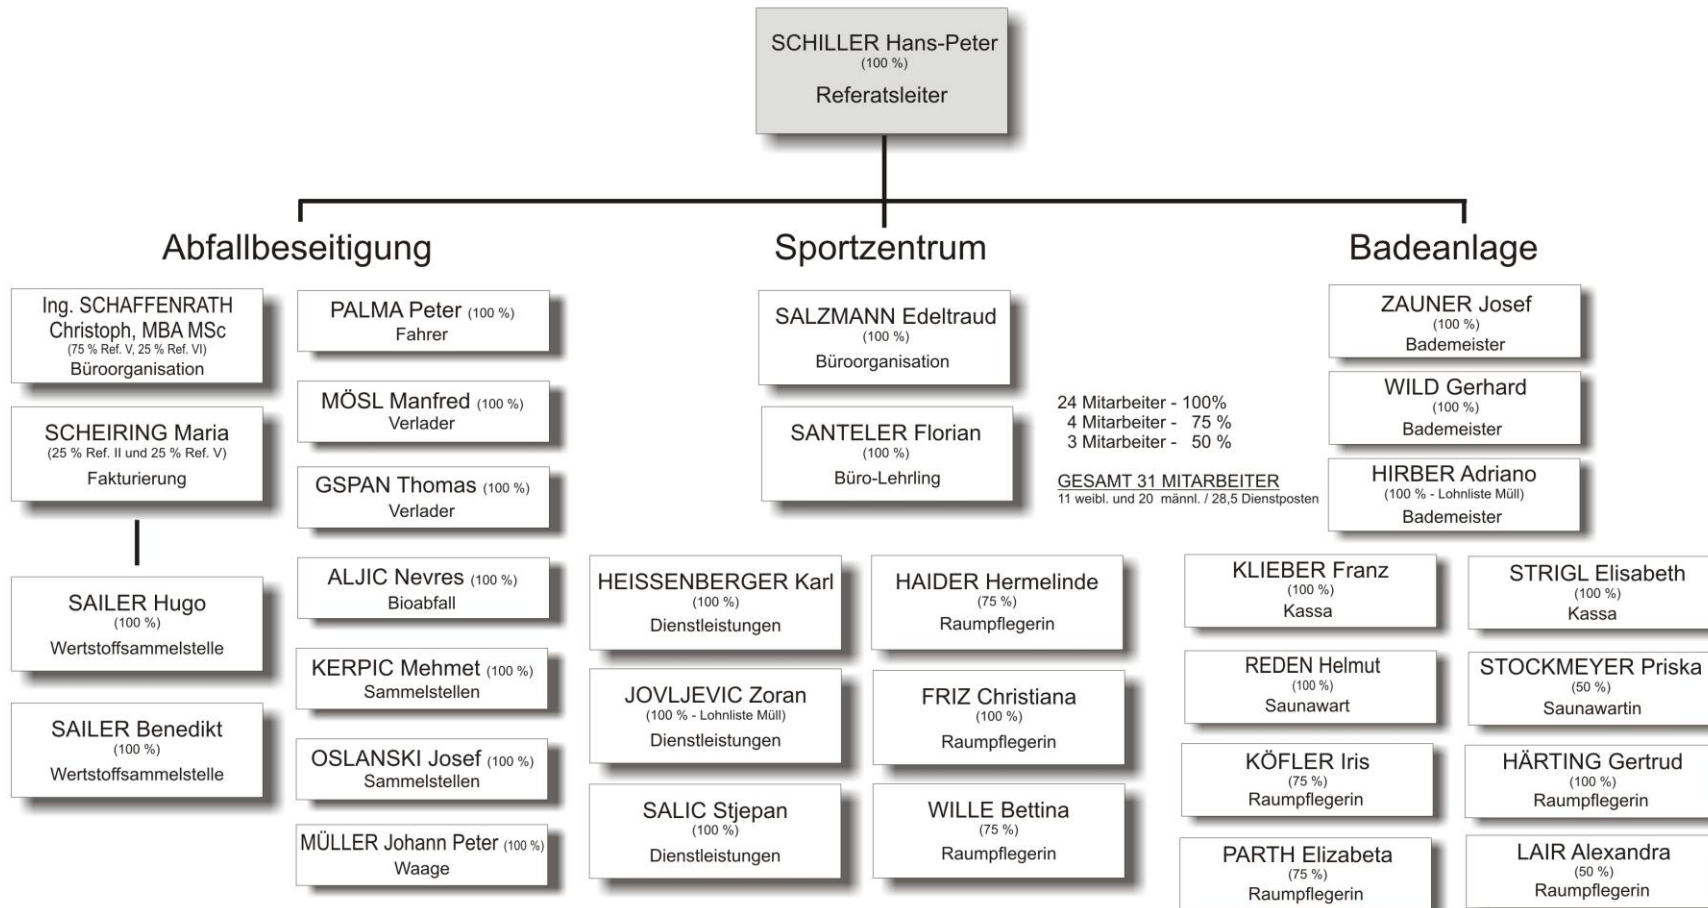 SCHILLER Hans-Peter
(100 %)
Referatsleiter
Abfallbeseitigung
Ing. SCHAFFENRATH
Christoph, MBA MSc
(75 % Ref. V, 25 % Ref. VI)
Büroorganisation
SCHEIRING Maria
(25 % Ref. II und 25 % Ref. V)
Fakturierung
SAILER Hugo
(100 %)
Wertstoffsammelstelle
SAILER Benedikt
(100 %)
Wertstoffsammelstelle
PALMA Peter (100 %)
Fahrer
MÖSL Manfred (100 %)
Verlader
GSPAN Thomas (100 %)
Verlader
ALJIC Nevres (100 %)
Bioabfall
KERPIC Mehmet (100 %)
Sammelstellen
OSLANSKI Josef (100 %)
Sammelstellen
MÜLLER Johann Peter (100 %)
Waage
Sportzentrum
SALZMANN Edeltraud
(100 %)
Büroorganisation
SANTELER Florian
(100 %)
Büro-Lehrling
24 Mitarbeiter - 100%
4 Mitarbeiter - 75 %
3 Mitarbeiter - 50 %
GESAMT 31 MITARBEITER
11 weibl. und 20 männl. / 28,5 Dienstposten
HEISSENBERGER Karl
(100 %)
Dienstleistungen
JOVLJEVIC Zoran
(100 % - Lohnliste Müll)
Dienstleistungen
SALIC Stjepan
(100 %)
Dienstleistungen
HAIDER Hermelinde
(75 %)
Raumpflegerin
FRIZ Christiana
(100 %)
Raumpflegerin
WILLE Bettina
(75 %)
Raumpflegerin
Badeanlage
ZAUNER Josef
(100 %)
Bademeister
WILD Gerhard
(100 %)
Bademeister
HIRBER Adriano
(100 % - Lohnliste Müll)
Bademeister
KLIEBER Franz
(100 %)
Kassa
REDEN Helmut
(100 %)
Saunawart
KÖFLER Iris
(75 %)
Raumpflegerin
PARTH Elizabeta
(75 %)
Raumpflegerin
STRIGL Elisabeth
(100 %)
Kassa
STOCKMEYER Priska
(50 %)
Saunawartin
HÄRTING Gertrud
(100 %)
Raumpflegerin
LAIR Alexandra
(50 %)
Raumpflegerin